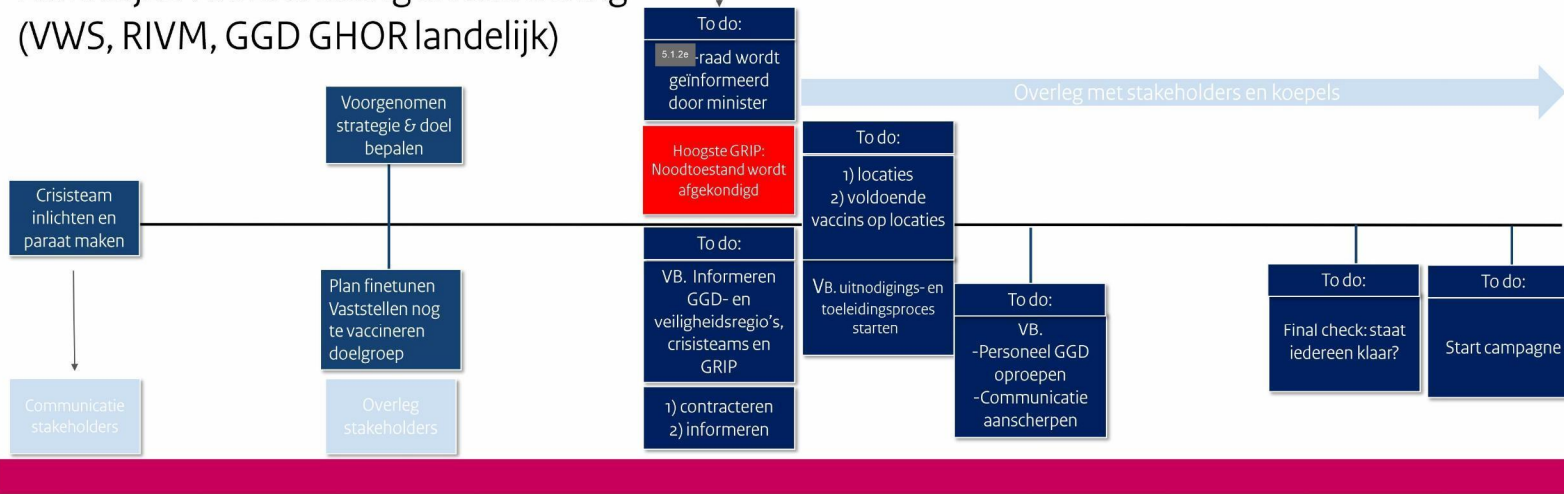 (VWS, RIVM, GGD GHOR landelijk)
Crisisteam
inlichten en
paraat maken
Communicatie
stakeholders
Voorgenomen
strategie & doel
bepalen
Plan finetunen
Vaststellen nog
te vaccineren
doelgroep
Overleg
stakeholders
To do:
5.1.2e -raad wordt
geïnformeerd
door minister
Hoogste GRIP:
Noodtoestand wordt
afgekondigd
To do:
VB. Informeren
GGD- en
veiligheidsregio's,
crisisteams en
GRIP
1) contracteren
2) informeren
Overleg met stakeholders en koepels
To do:
1) locaties
2) voldoende
vaccins op locaties
VB. uitnodigings- en
toeleidingsproces
starten
To do:
VB.
-Personeel GGD
oproepen
-Communicatie
aanscherpen
To do:
Final check: staat
iedereen klaar?
To do:
Start campagne